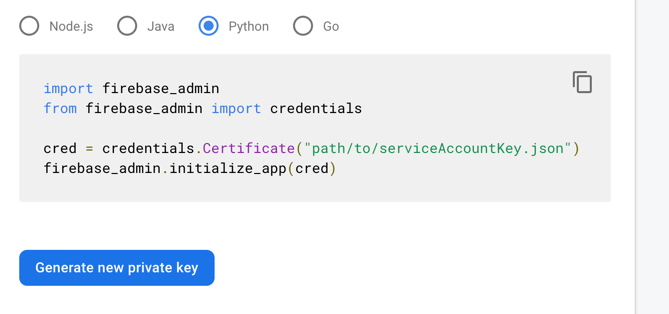 Node.js Java Python Go
import firebase_admin
from firebase_admin import credentials
cred = credentials.Certificate("path/to/serviceAccountKey.json")
firebase_admin.initialize_app(cred)
Generate new private key